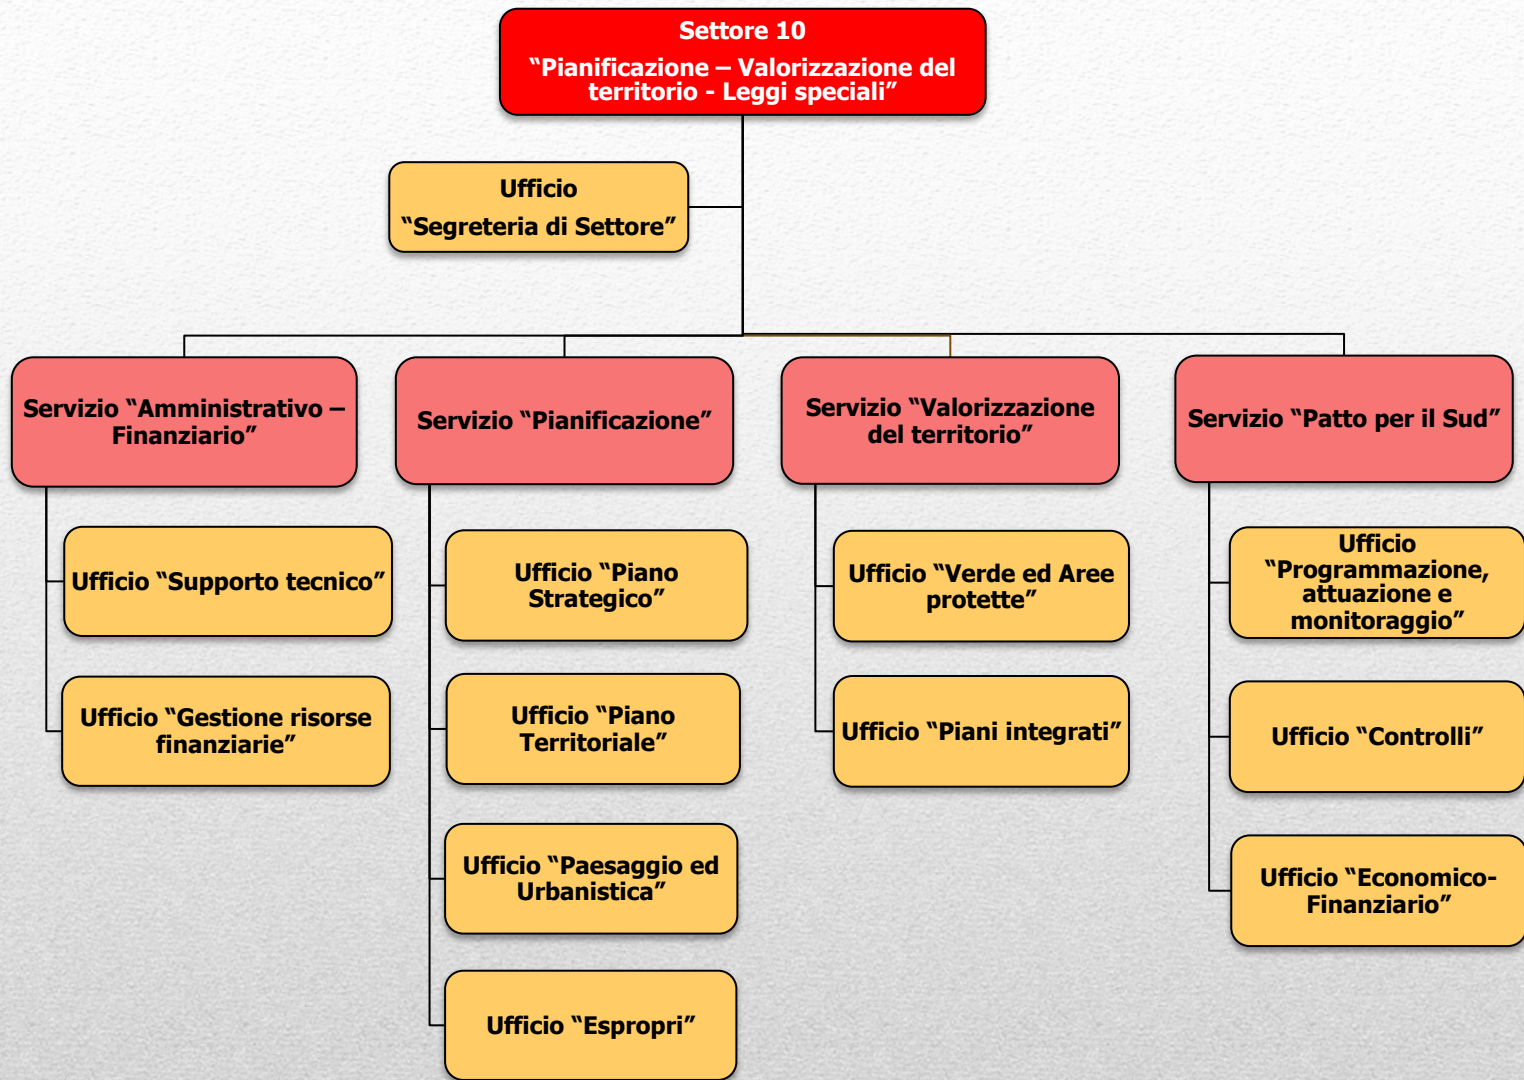 Settore 10
“Pianificazione – Valorizzazione del
territorio - Leggi speciali”
Ufficio
“Segreteria di Settore”
Servizio “Amministrativo –
Finanziario”
Ufficio “Supporto tecnico”
Ufficio “Gestione risorse
finanziarie”
Servizio “Pianificazione”
Ufficio “Piano
Strategico”
Ufficio “Piano
Territoriale”
Ufficio “Paesaggio ed
Urbanistica”
Ufficio “Espropri”
Servizio “Valorizzazione
del territorio”
Ufficio “Verde ed Aree
protette”
Ufficio “Piani integrati”
Servizio “Patto per il Sud”
Ufficio
“Programmazione,
attuazione e
monitoraggio”
Ufficio “Controlli”
Ufficio “Economico-
Finanziario”